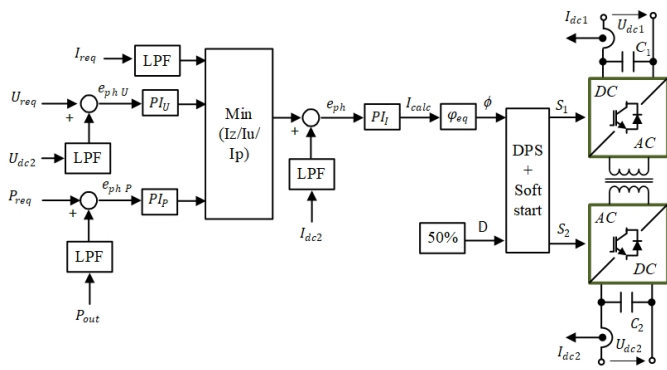 I_req
LPF
U_req
+
e_ph U
PI_U
U_dc2
LPF
P_req
+
e_ph P
PI_P
LPF
P_out
Min
(Iz/Iu/
Ip)
+
e_ph
PI_I
I_calc
φ_eq
ϕ
LPF
I_dc2
50%
D
DPS
+
Soft
start
S_1
S_2
I_dc1
U_dc1
C_1
DC
AC
AC
DC
C_2
I_dc2
U_dc2